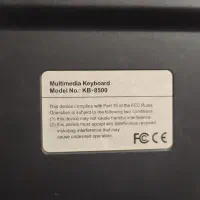 Multimedia Keyboard
Model No.: KB-8500
This device complies with Part 15 of the FCC Rules.
Operation is subject to the following
two conditions:
(1) this device may not cause harmful interference.
(2) this device must accept any interference received
including interference that may
cause undesired operation.
FC CE